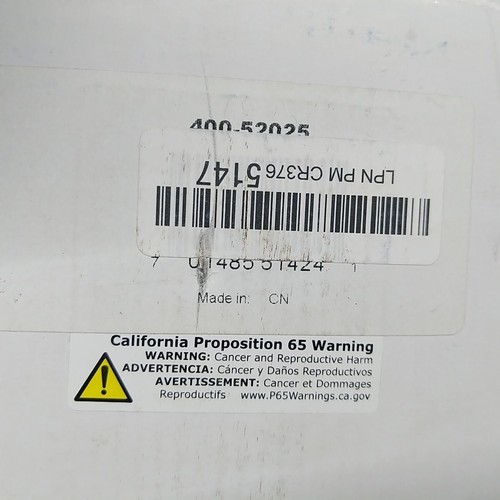 400-52025
LPN PM CR376 5147
7 01485 51424 1
Made in: CN
California Proposition 65 Warning
WARNING: Cancer and Reproductive Harm
ADVERTENCIA: Cáncer y Daños Reproductivos
AVERTISSEMENT: Cancer et Dommages
Reproductifs www.P65Warnings.ca.gov